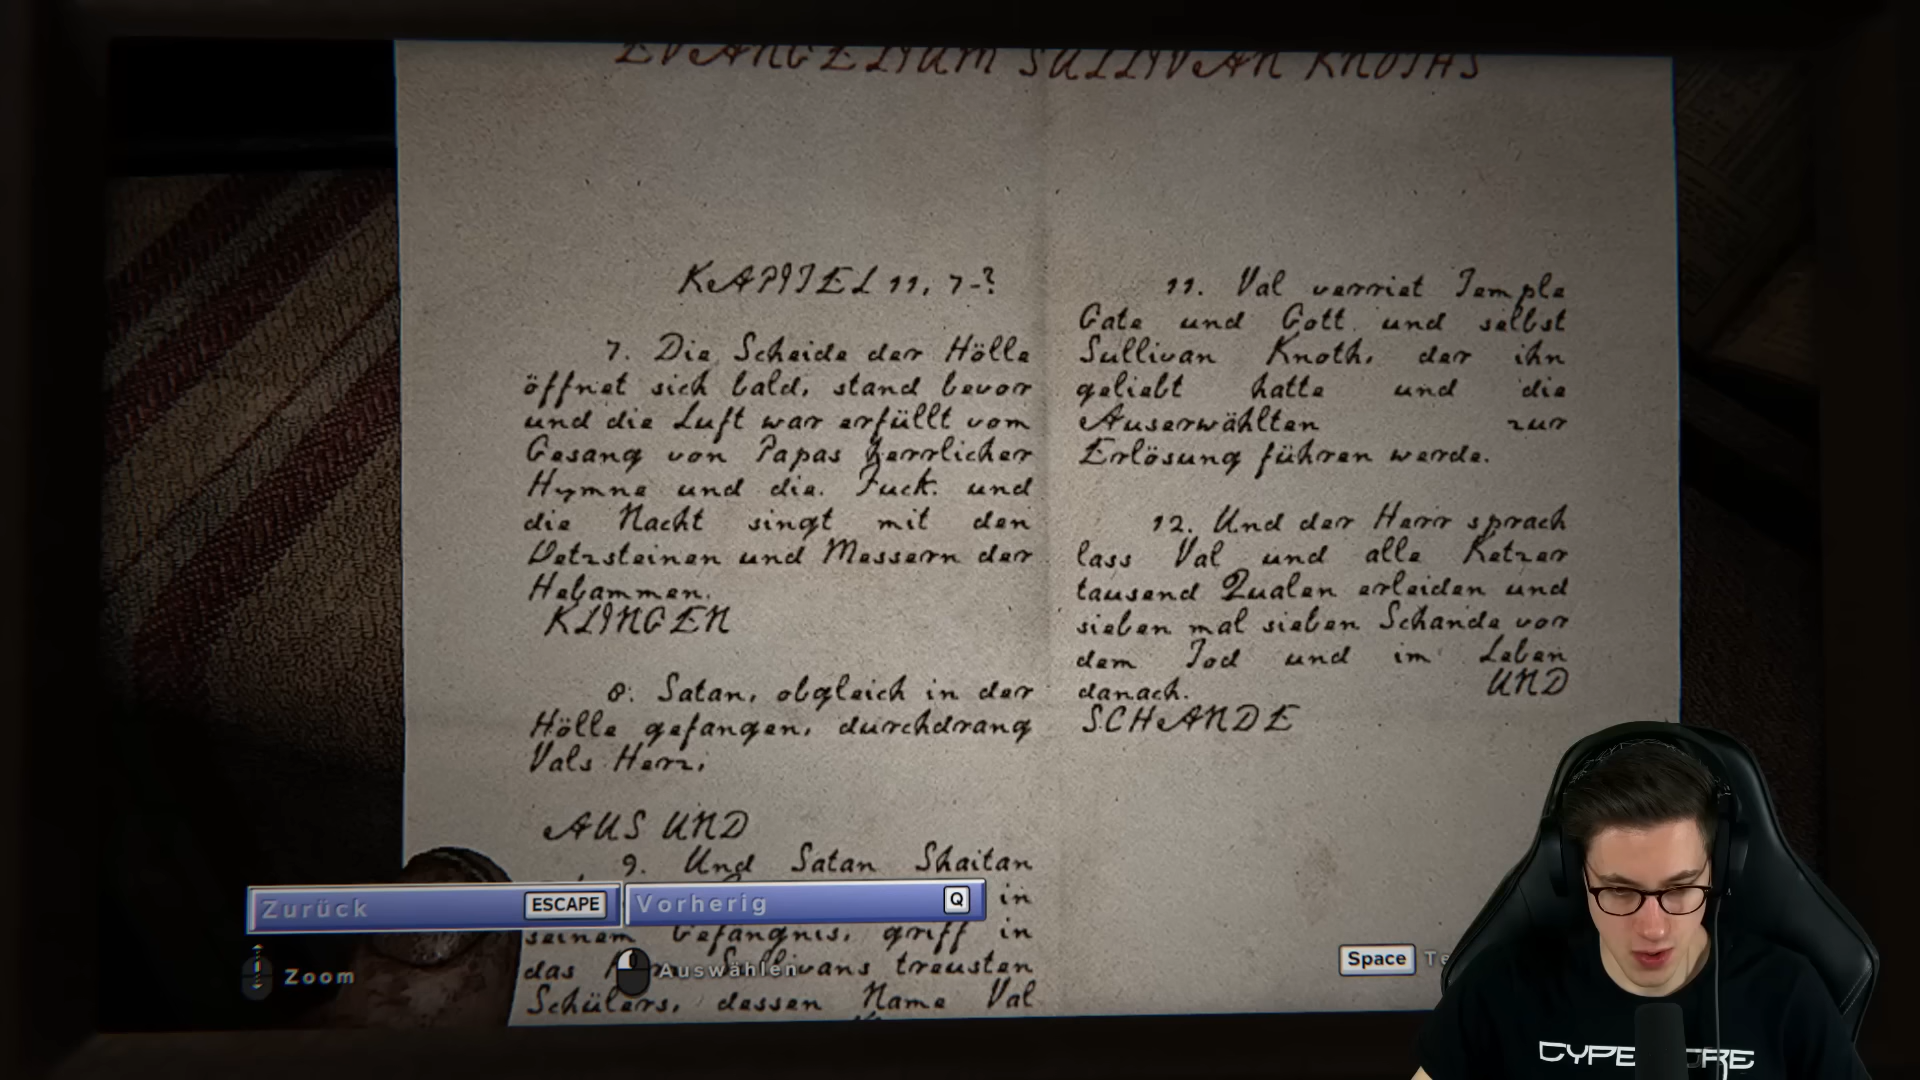 EVANGELIUM SULLIVAN KNOTHS
KAPITEL 11, 7-?
7. Die Scheide der Hölle
öffnet sich bald, stand bevor
und die Luft war erfüllt vom
Gesang von Papas herrlicher
Hymne und die. Fuck. und
die Nacht singt mit den
Wetzsteinen und Messern der
Hebammen.
KLINGEN
8. Satan, obgleich in der
Hölle gefangen, durchdrang
Vals Herz,
AUS UND
9. Und Satan Shaitan
in
seinem Gefängnis, griff in
das
Schülers, dessen Name Val
11. Val verriet Temple
Gate und Gott und selbst
Sullivan Knoth, der ihn
geliebt hatte und die
Auserwählten zur
Erlösung führen werde.
12. Und der Herr sprach
lass Val und alle Ketzer
tausend Qualen erleiden und
sieben mal sieben Schande vor
dem Tod und im Leben
danach. UND
SCHANDE
Zurück ESCAPE Vorherig Q
Zoom Auswählen Space